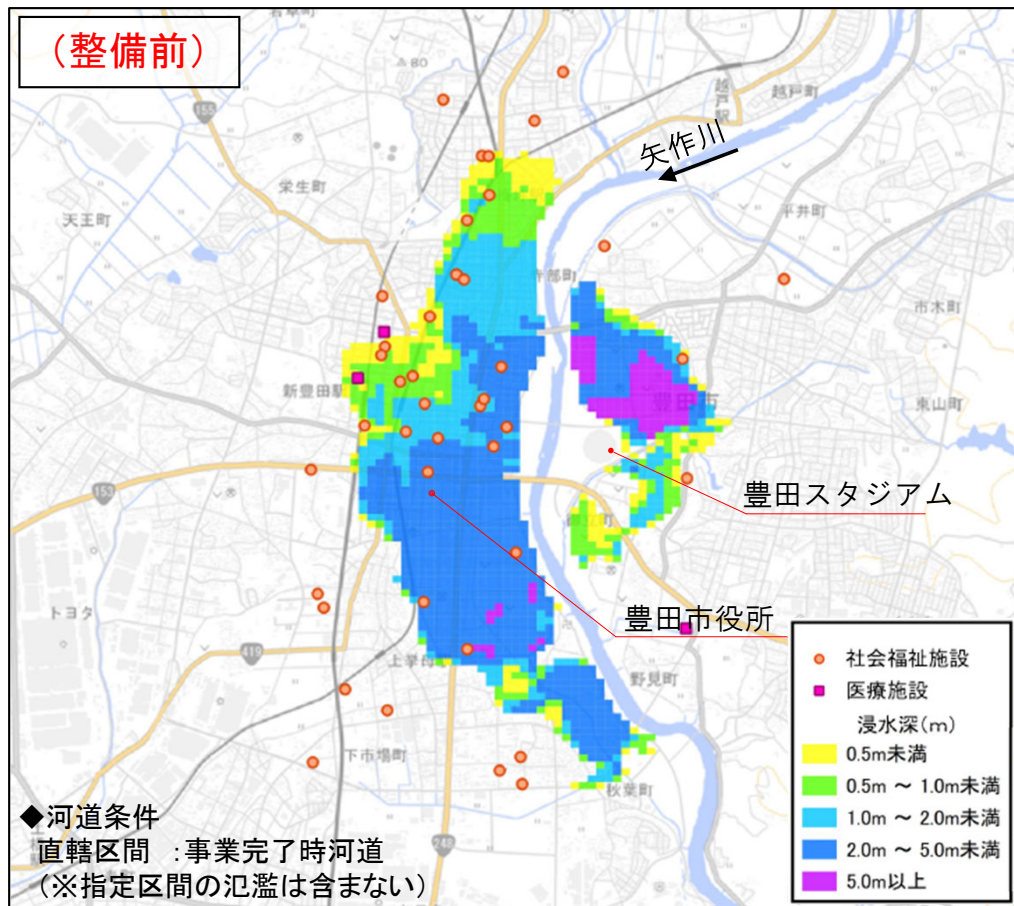 （整備前）
80
越戸駅
越戸町
155
矢作川
栄生町
天王町
平井町
寺部町
市木町
新豊田駅
豊田市
東山町
153
豊田スタジアム
豊田市役所
トヨタ
419
上挙母
野見町
下市場町
秋葉町
248
社会福祉施設
医療施設
浸水深(m)
0.5m未満
0.5m ～ 1.0m未満
1.0m ～ 2.0m未満
2.0m ～ 5.0m未満
5.0m以上
◆河道条件
直轄区間 ：事業完了時河道
（※指定区間の氾濫は含まない）